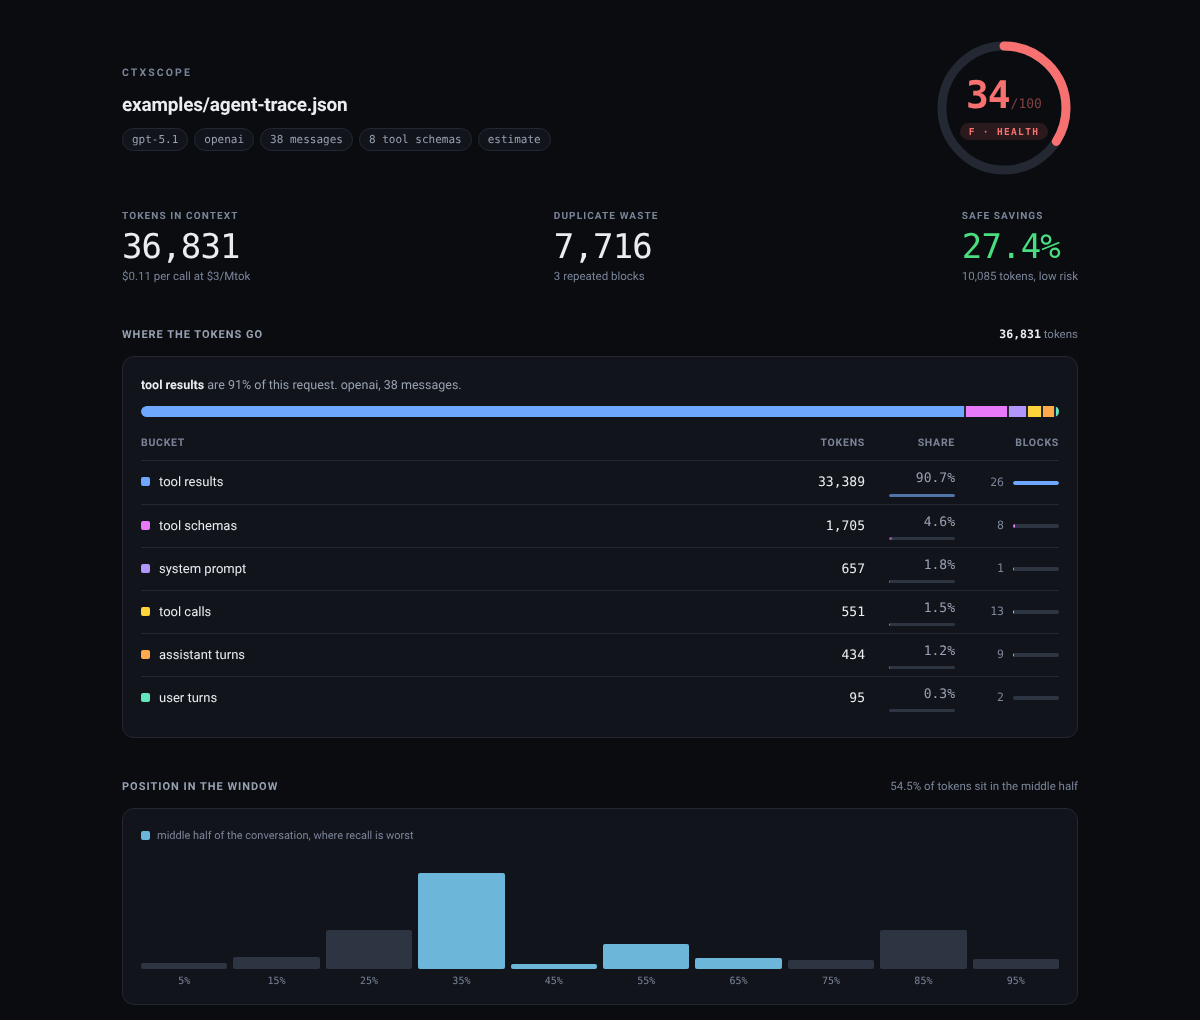 CTXSCOPE
examples/agent-trace.json
gpt-5.1 openai 38 messages 8 tool schemas estimate
34/100
F · HEALTH
TOKENS IN CONTEXT
36,831
$0.11 per call at $3/Mtok
DUPLICATE WASTE
7,716
3 repeated blocks
SAFE SAVINGS
27.4%
10,085 tokens, low risk
WHERE THE TOKENS GO
36,831 tokens
tool results are 91% of this request. openai, 38 messages.
BUCKET TOKENS SHARE BLOCKS
tool results 33,389 90.7% 26
tool schemas 1,705 4.6% 8
system prompt 657 1.8% 1
tool calls 551 1.5% 13
assistant turns 434 1.2% 9
user turns 95 0.3% 2
POSITION IN THE WINDOW
54.5% of tokens sit in the middle half
middle half of the conversation, where recall is worst
5% 15% 25% 35% 45% 55% 65% 75% 85% 95%